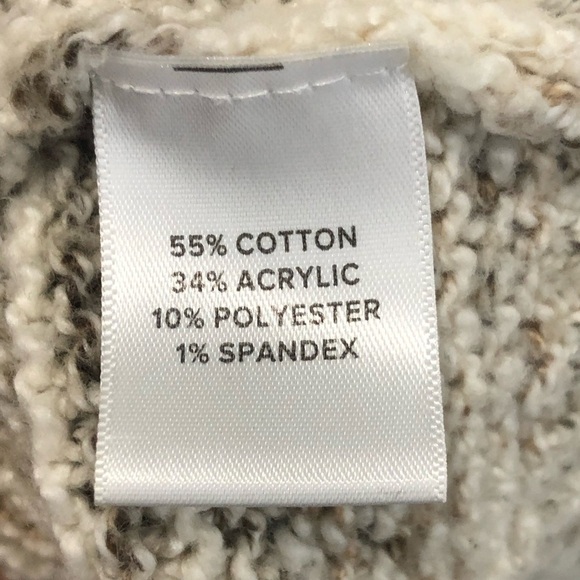 55% COTTON
34% ACRYLIC
10% POLYESTER
1% SPANDEX